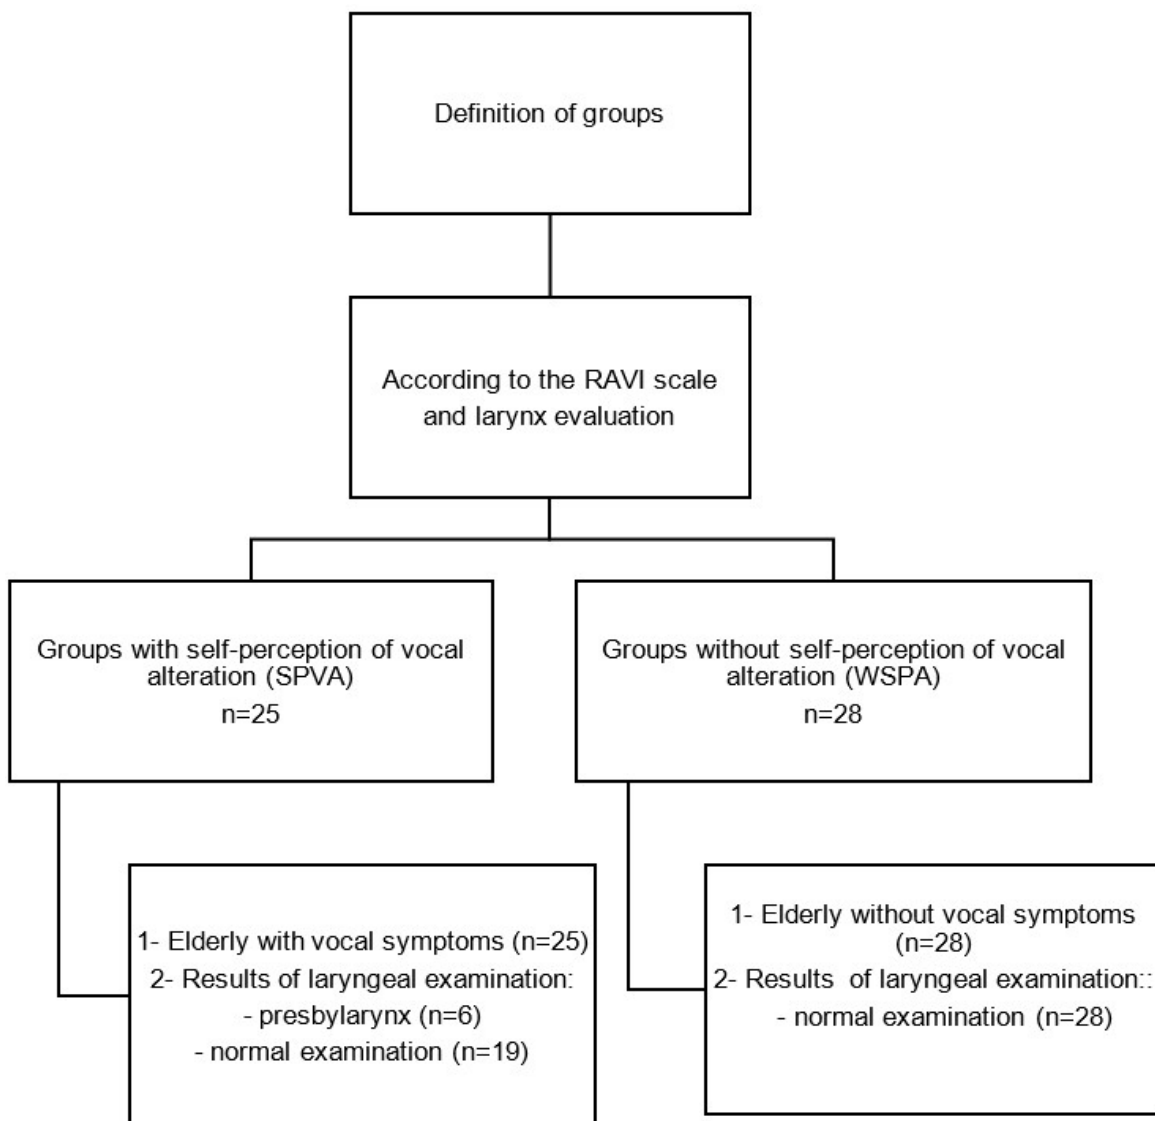 Definition of groups
According to the RAVI scale
and larynx evaluation
Groups with self-perception of vocal
alteration (SPVA)
n=25
Groups without self-perception of vocal
alteration (WSPA)
n=28
1- Elderly with vocal symptoms (n=25)
2- Results of laryngeal examination:
- presbylarynx (n=6)
- normal examination (n=19)
1- Elderly without vocal symptoms
(n=28)
2- Results  of laryngeal examination::
- normal examination (n=28)